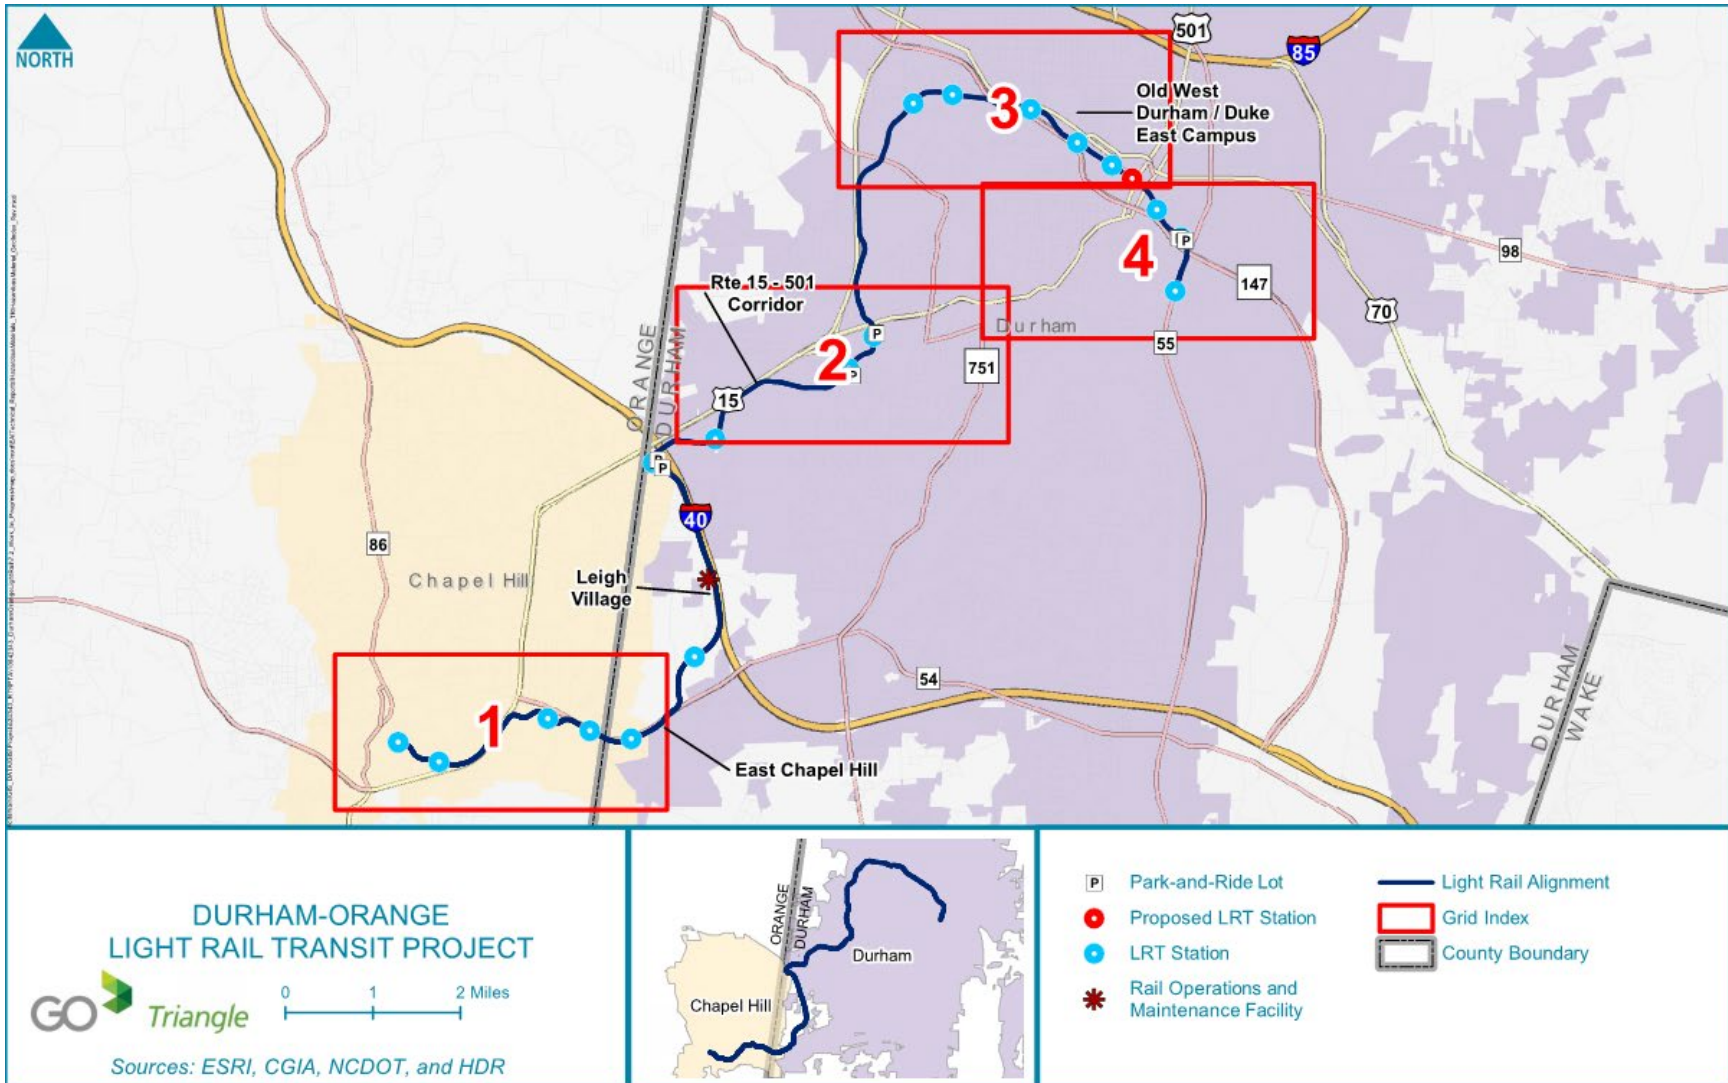 NORTH
501
85
Old West
Durham / Duke
East Campus
3
4
98
147
70
55
Durham
751
Rte 15 - 501
Corridor
2
15
ORANGE
DURHAM
P
P
P
P
P
40
86
Chapel Hill
Leigh
Village
54
1
East Chapel Hill
DURHAM
WAKE
DURHAM-ORANGE
LIGHT RAIL TRANSIT PROJECT
GO Triangle
0 1 2 Miles
Sources: ESRI, CGIA, NCDOT, and HDR
ORANGE
DURHAM
Durham
Chapel Hill
P Park-and-Ride Lot
Proposed LRT Station
LRT Station
Rail Operations and
Maintenance Facility
Light Rail Alignment
Grid Index
County Boundary